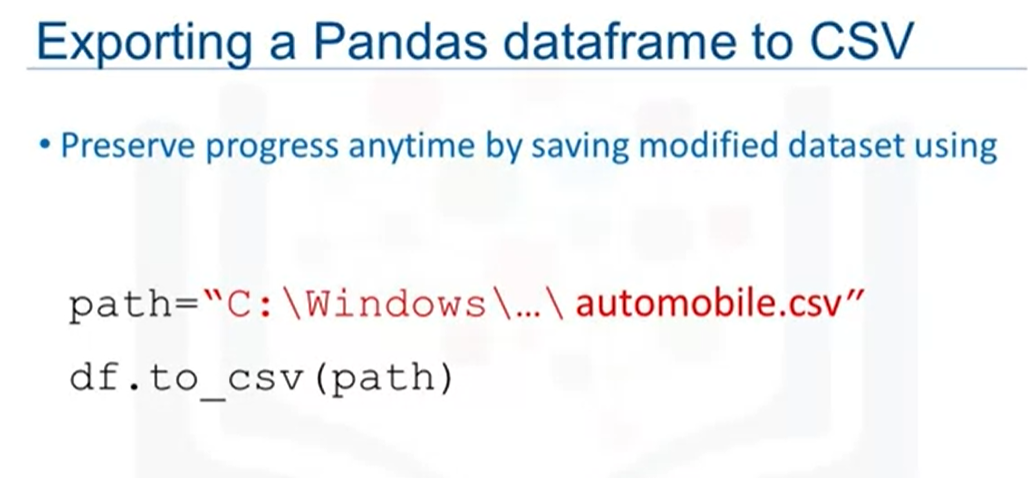 Exporting a Pandas dataframe to CSV
• Preserve progress anytime by saving modified dataset using
path=“C:\Windows\…\ automobile.csv”
df.to_csv(path)